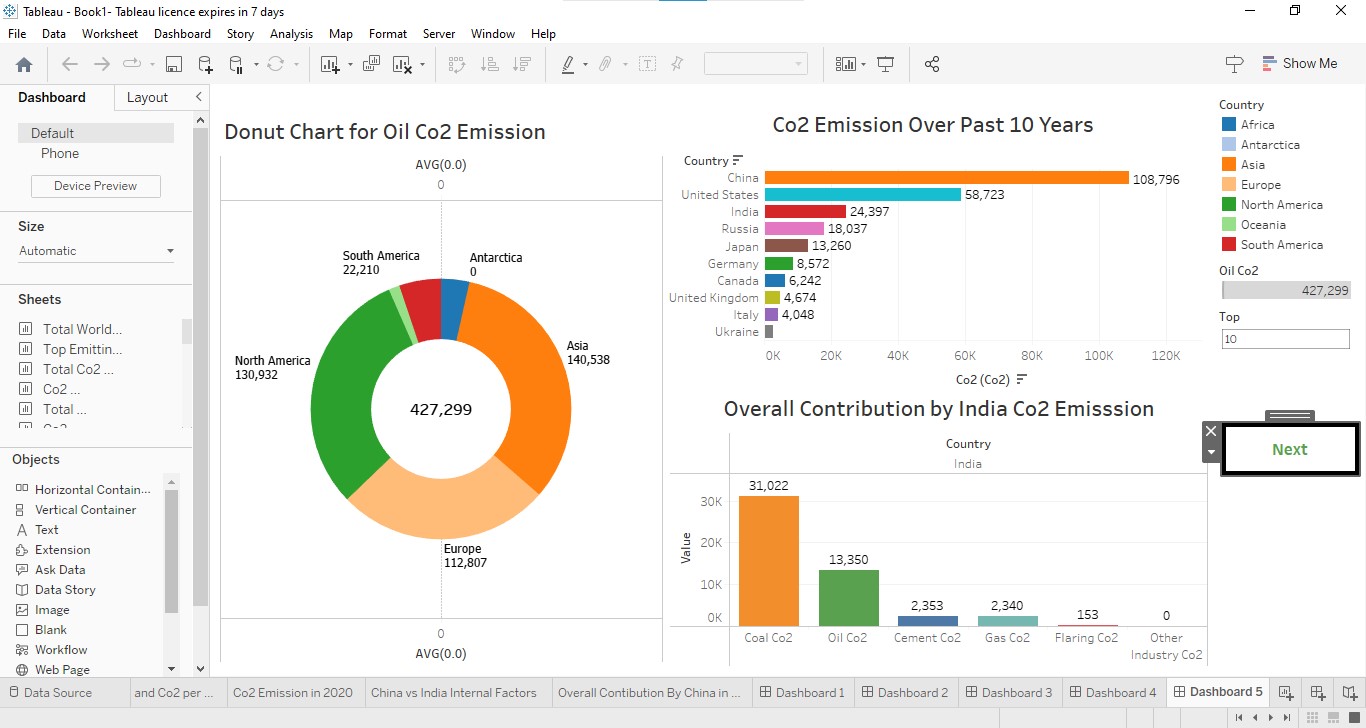 Tableau - Book1- Tableau licence expires in 7 days
File Data Worksheet Dashboard Story Analysis Map Format Server Window Help
Show Me
Dashboard Layout
Default
Phone
Device Preview
Size
Automatic
Sheets
Total World...
Top Emittin...
Total Co2 ...
Co2 ...
Total ...
Objects
Horizontal Contain...
Vertical Container
Text
Extension
Ask Data
Data Story
Image
Blank
Workflow
Web Page
Donut Chart for Oil Co2 Emission
AVG(0.0)
0
South America
22,210
Antarctica
0
Asia
140,538
North America
130,932
427,299
Europe
112,807
0
AVG(0.0)
Co2 Emission Over Past 10 Years
Country
China 108,796
United States 58,723
India 24,397
Russia 18,037
Japan 13,260
Germany 8,572
Canada 6,242
United Kingdom 4,674
Italy 4,048
Ukraine
0K 20K 40K 60K 80K 100K 120K
Co2 (Co2)
Overall Contribution by India Co2 Emisssion
Country
India
Value
30K
20K
10K
0K
31,022
13,350
2,353
2,340
153
0
Coal Co2 Oil Co2 Cement Co2 Gas Co2 Flaring Co2 Other
Industry Co2
Country
Africa
Antarctica
Asia
Europe
North America
Oceania
South America
Oil Co2
427,299
Top
10
Next
Data Source and Co2 per ... Co2 Emission in 2020 China vs India Internal Factors Overall Contibution By China in ... Dashboard 1 Dashboard 2 Dashboard 3 Dashboard 4 Dashboard 5